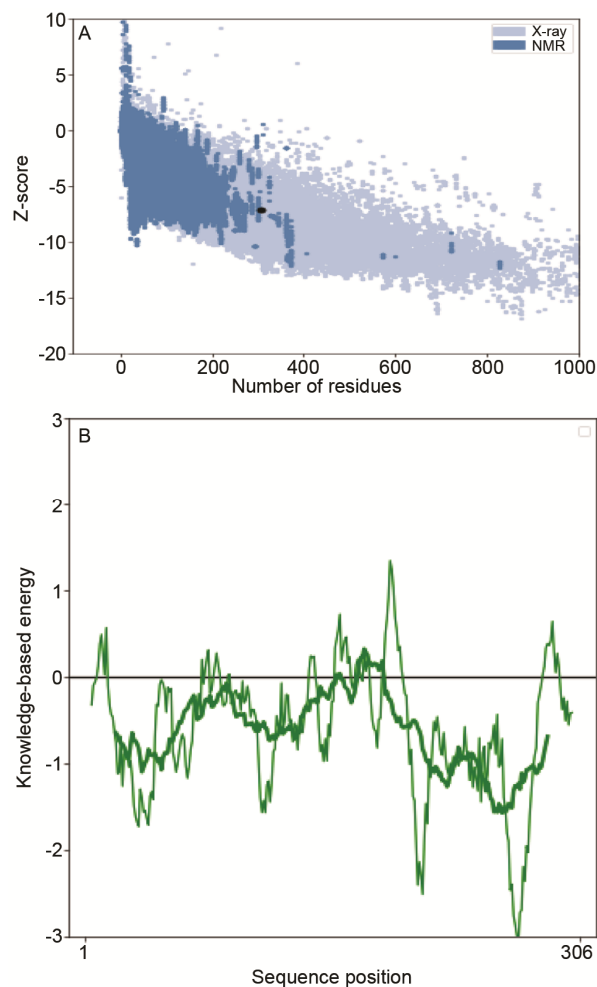 A
X-ray
NMR
10
5
0
-5
-10
-15
-20
Z-score
0
200
400
600
800
1000
Number of residues
B
3
2
1
0
-1
-2
-3
Knowledge-based energy
1
306
Sequence position